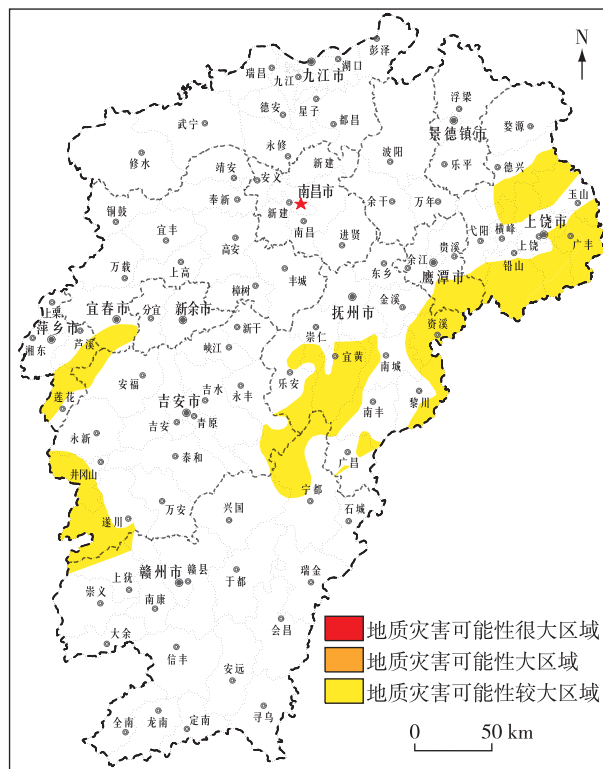 彭泽
N
瑞昌
九江
九江市
湖口
德安
星子
都昌
浮梁
景德镇市
婺源
武宁
修水
永修
新建
波阳
乐平
德兴
靖安
安义
南昌市
奉新
新建
南昌
余干
万年
玉山
铜鼓
宜丰
高安
进贤
弋阳
横峰
上饶市
上饶
广丰
铅山
贵溪
余江
鹰潭市
东乡
万载
上高
丰城
樟树
抚州市
金溪
资溪
上栗
宜春市
分宜
新余市
新干
萍乡市
芦溪
湘东
峡江
崇仁
宜黄
南城
莲花
安福
吉水
永丰
乐安
吉安市
吉安
青原
南丰
黎川
永新
井冈山
泰和
广昌
宁都
石城
遂川
万安
兴国
赣州市
赣县
于都
瑞金
上犹
崇义
南康
会昌
大余
信丰
安远
全南
龙南
定南
寻乌
地质灾害可能性很大区域
地质灾害可能性大区域
地质灾害可能性较大区域
0 50 km